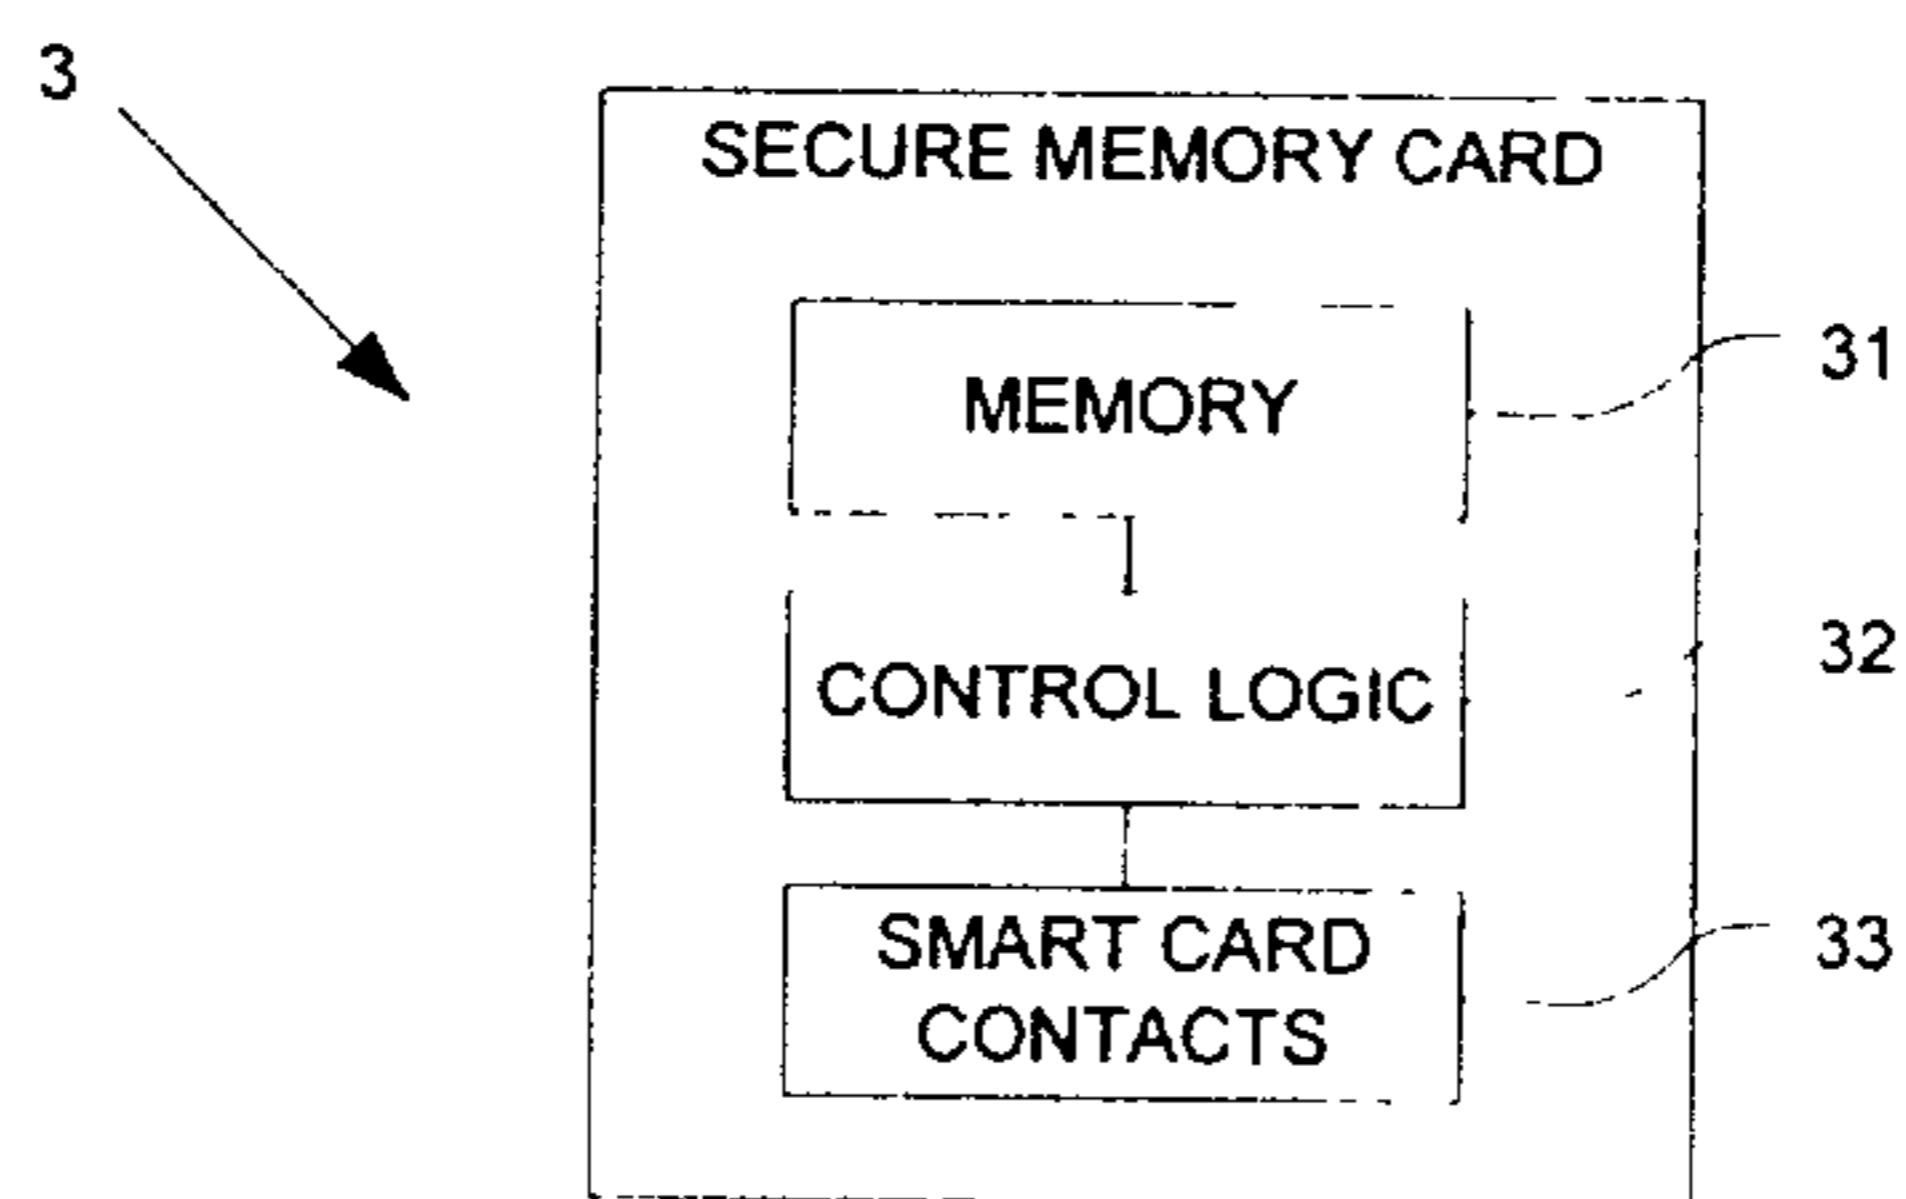 3
SECURE MEMORY CARD
MEMORY
31
CONTROL LOGIC
32
SMART CARD
CONTACTS
33